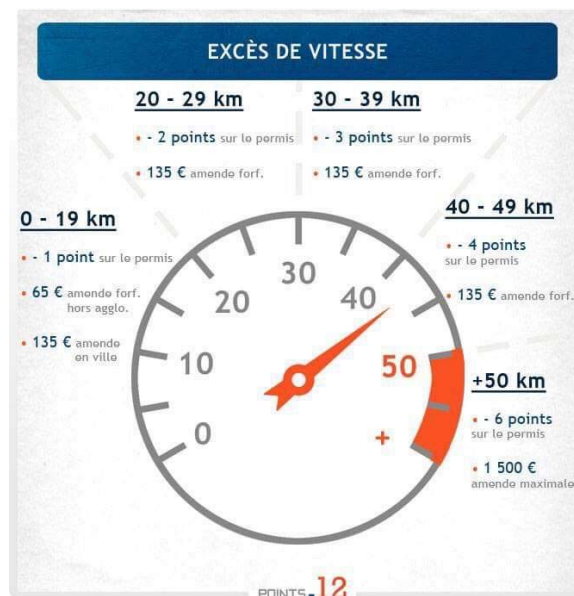 EXCÈS DE VITESSE
20 - 29 km
• - 2 points sur le permis
• 135 € amende forf.
30 - 39 km
• - 3 points sur le permis
• 135 € amende forf.
0 - 19 km
• - 1 point sur le permis
• 65 € amende forf.
hors agglo.
• 135 € amende
en ville
40 - 49 km
• - 4 points
sur le permis
• 135 € amende forf.
+50 km
• - 6 points
sur le permis
• 1 500 €
amende maximale
0
10
20
30
40
50
+
POINTS-12